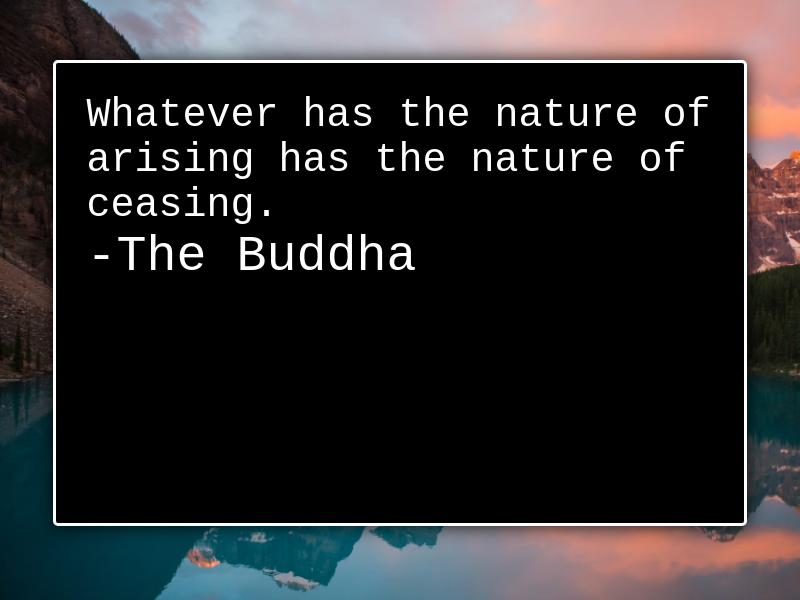 Whatever has the nature of
arising has the nature of
ceasing.
-The Buddha